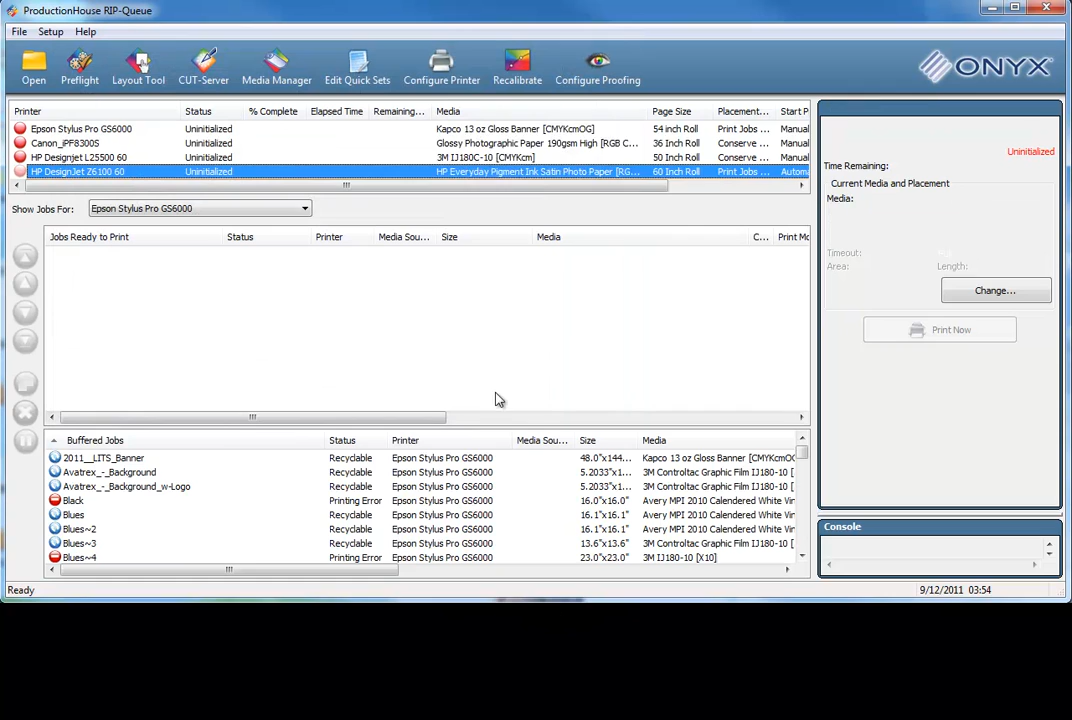 ProductionHouse RIP-Queue
File Setup Help
Open Preflight Layout Tool CUT-Server Media Manager Edit Quick Sets Configure Printer Recalibrate Configure Proofing ONYX
Printer Status % Complete Elapsed Time Remaining... Media Page Size Placement... Start P
Epson Stylus Pro GS6000 Uninitialized Kapco 13 oz Gloss Banner [CMYKcmOG] 54 inch Roll Print Jobs ... Manual
Canon_iPF8300S Uninitialized Glossy Photographic Paper 190gsm High [RGB C... 36 Inch Roll Conserve ... Manual
HP Designjet L25500 60 Uninitialized 3M IJ180C-10 [CMYKcm] 50 Inch Roll Conserve ... Manual
HP DesignJet Z6100 60 Uninitialized HP Everyday Pigment Ink Satin Photo Paper [RG... 60 Inch Roll Print Jobs ... Automa
Show Jobs For: Epson Stylus Pro GS6000
Jobs Ready to Print Status Printer Media Sou... Size Media C... Print Mo
Buffered Jobs Status Printer Media Sou... Size Media
2011__LITS_Banner Recyclable Epson Stylus Pro GS6000 48.0"x144... Kapco 13 oz Gloss Banner [CMYKcmOG
Avatrex_-_Background Recyclable Epson Stylus Pro GS6000 5.2033"x1... 3M Controltac Graphic Film IJ180-10 [
Avatrex_-_Background_w-Logo Recyclable Epson Stylus Pro GS6000 5.2033"x1... 3M Controltac Graphic Film IJ180-10 [
Black Printing Error Epson Stylus Pro GS6000 16.0"x16.0" Avery MPI 2010 Calendered White Vin
Blues Recyclable Epson Stylus Pro GS6000 16.1"x16.1" Avery MPI 2010 Calendered White Vin
Blues~2 Recyclable Epson Stylus Pro GS6000 16.1"x16.1" Avery MPI 2010 Calendered White Vin
Blues~3 Recyclable Epson Stylus Pro GS6000 13.6"x13.6" 3M Controltac Graphic Film IJ180-10 [
Blues~4 Printing Error Epson Stylus Pro GS6000 23.0"x23.0" 3M IJ180-10 [X10]
Uninitialized
Time Remaining:
Current Media and Placement
Media:
Timeout:
Area: Length:
Change...
Print Now
Console
Ready 9/12/2011 03:54